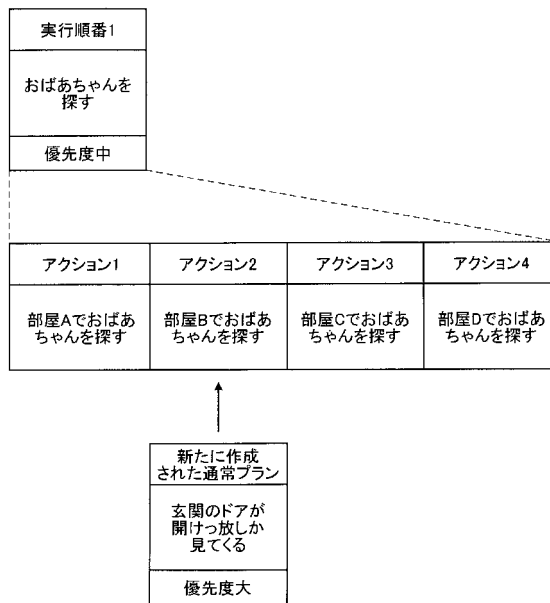 実行順番1
おばあちゃんを
探す
優先度中
アクション1
アクション2
アクション3
アクション4
部屋Aでおばあ
ちゃんを探す
部屋Bでおばあ
ちゃんを探す
部屋Cでおばあ
ちゃんを探す
部屋Dでおばあ
ちゃんを探す
新たに作成
された通常プラン
玄関のドアが
開けっ放しか
見てくる
優先度大